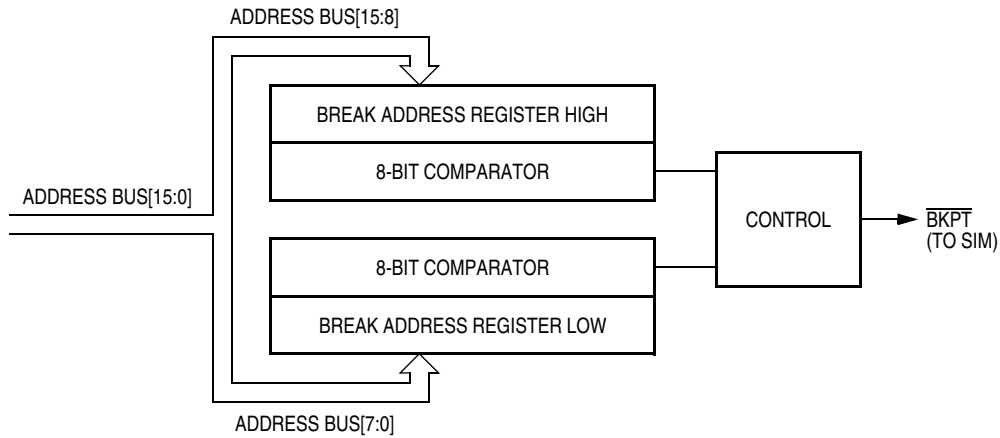 ADDRESS BUS[15:8]
BREAK ADDRESS REGISTER HIGH
8-BIT COMPARATOR
ADDRESS BUS[15:0]
CONTROL
BKPT
(TO SIM)
8-BIT COMPARATOR
BREAK ADDRESS REGISTER LOW
ADDRESS BUS[7:0]